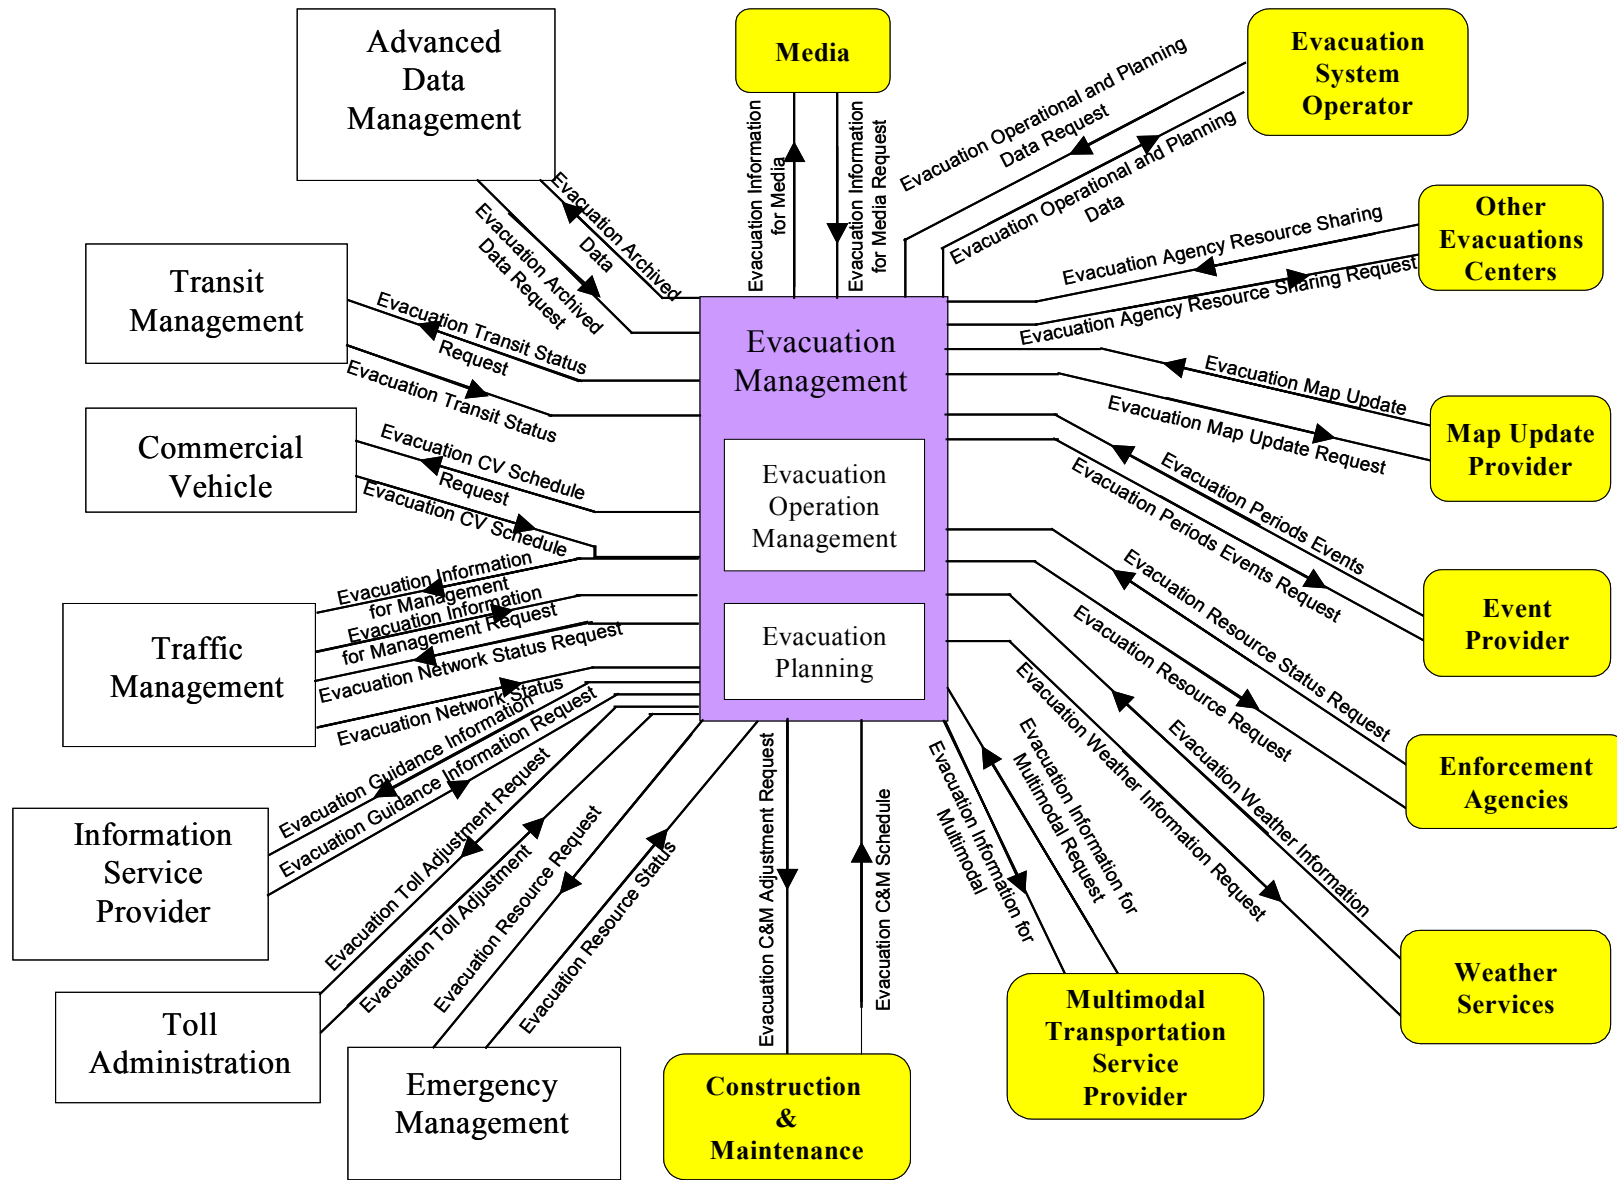 Advanced
Data
Management
Media
Evacuation
System
Operator
Evacuation Information
for Media
Evacuation Information
for Media Request
Evacuation Operational and Planning
Data Request
Evacuation Operational and Planning
Data
Evacuation Archived
Data
Evacuation Archived
Data Request
Other
Evacuations
Centers
Evacuation Agency Resource Sharing
Evacuation Agency Resource Sharing Request
Transit
Management
Evacuation Transit Status
Request
Evacuation Transit Status
Evacuation
Management
Evacuation Map Update
Evacuation Map Update Request
Map Update
Provider
Commercial
Vehicle
Evacuation CV Schedule
Request
Evacuation CV Schedule
Evacuation
Operation
Management
Evacuation Periods Events
Evacuation Periods Events Request
Event
Provider
Evacuation Information
for Management
Evacuation Information
for Management Request
Evacuation Network Status Request
Evacuation Network Status
Traffic
Management
Evacuation
Planning
Evacuation Resource Status Request
Evacuation Resource Request
Enforcement
Agencies
Evacuation Guidance Information
Evacuation Guidance Information Request
Information
Service
Provider
Evacuation Weather Information
Evacuation Weather Information Request
Weather
Services
Evacuation Toll Adjustment Request
Evacuation Toll Adjustment
Toll
Administration
Evacuation Resource Request
Evacuation Resource Status
Emergency
Management
Evacuation C&M Adjustment Request
Evacuation C&M Schedule
Construction
&
Maintenance
Evacuation Information for
Multimodal
Evacuation Information for
Multimodal Request
Multimodal
Transportation
Service
Provider